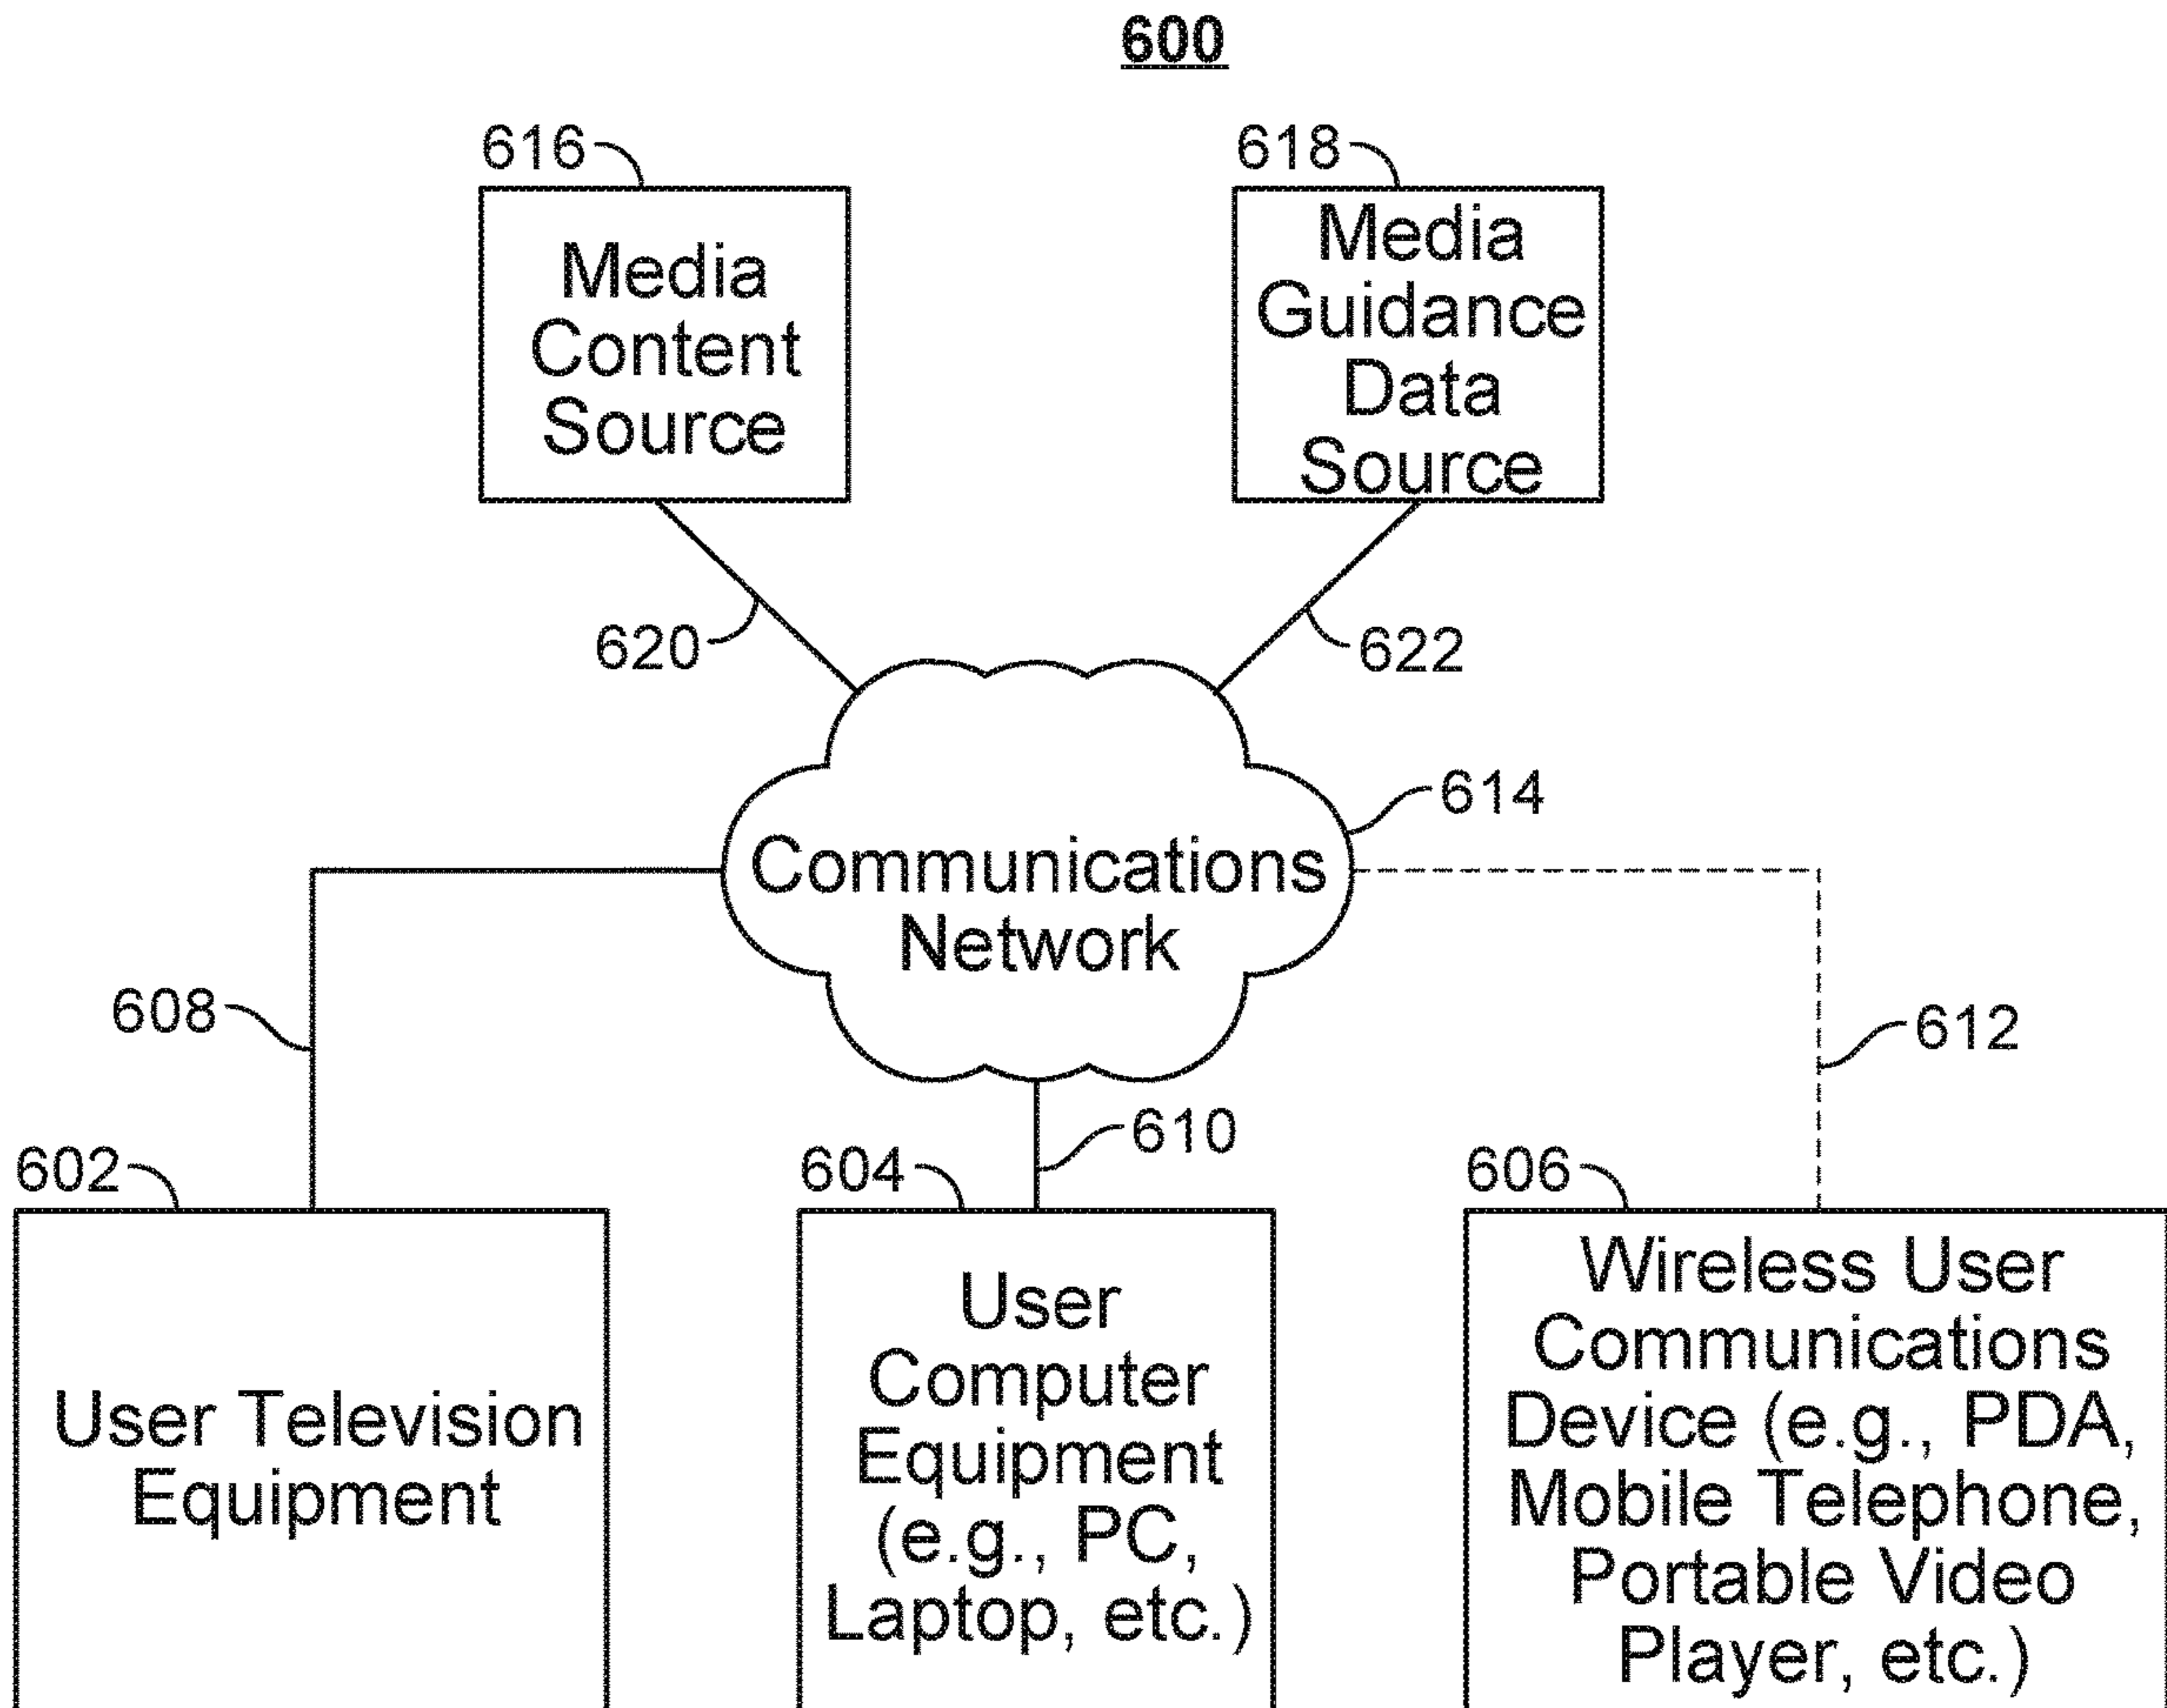 600
616
618
Media
Content
Source
Media
Guidance
Data
Source
620
622
614
Communications
Network
608
612
610
602
604
606
User Television
Equipment
User
Computer
Equipment
(e.g., PC,
Laptop, etc.)
Wireless User
Communications
Device (e.g., PDA,
Mobile Telephone,
Portable Video
Player, etc.)